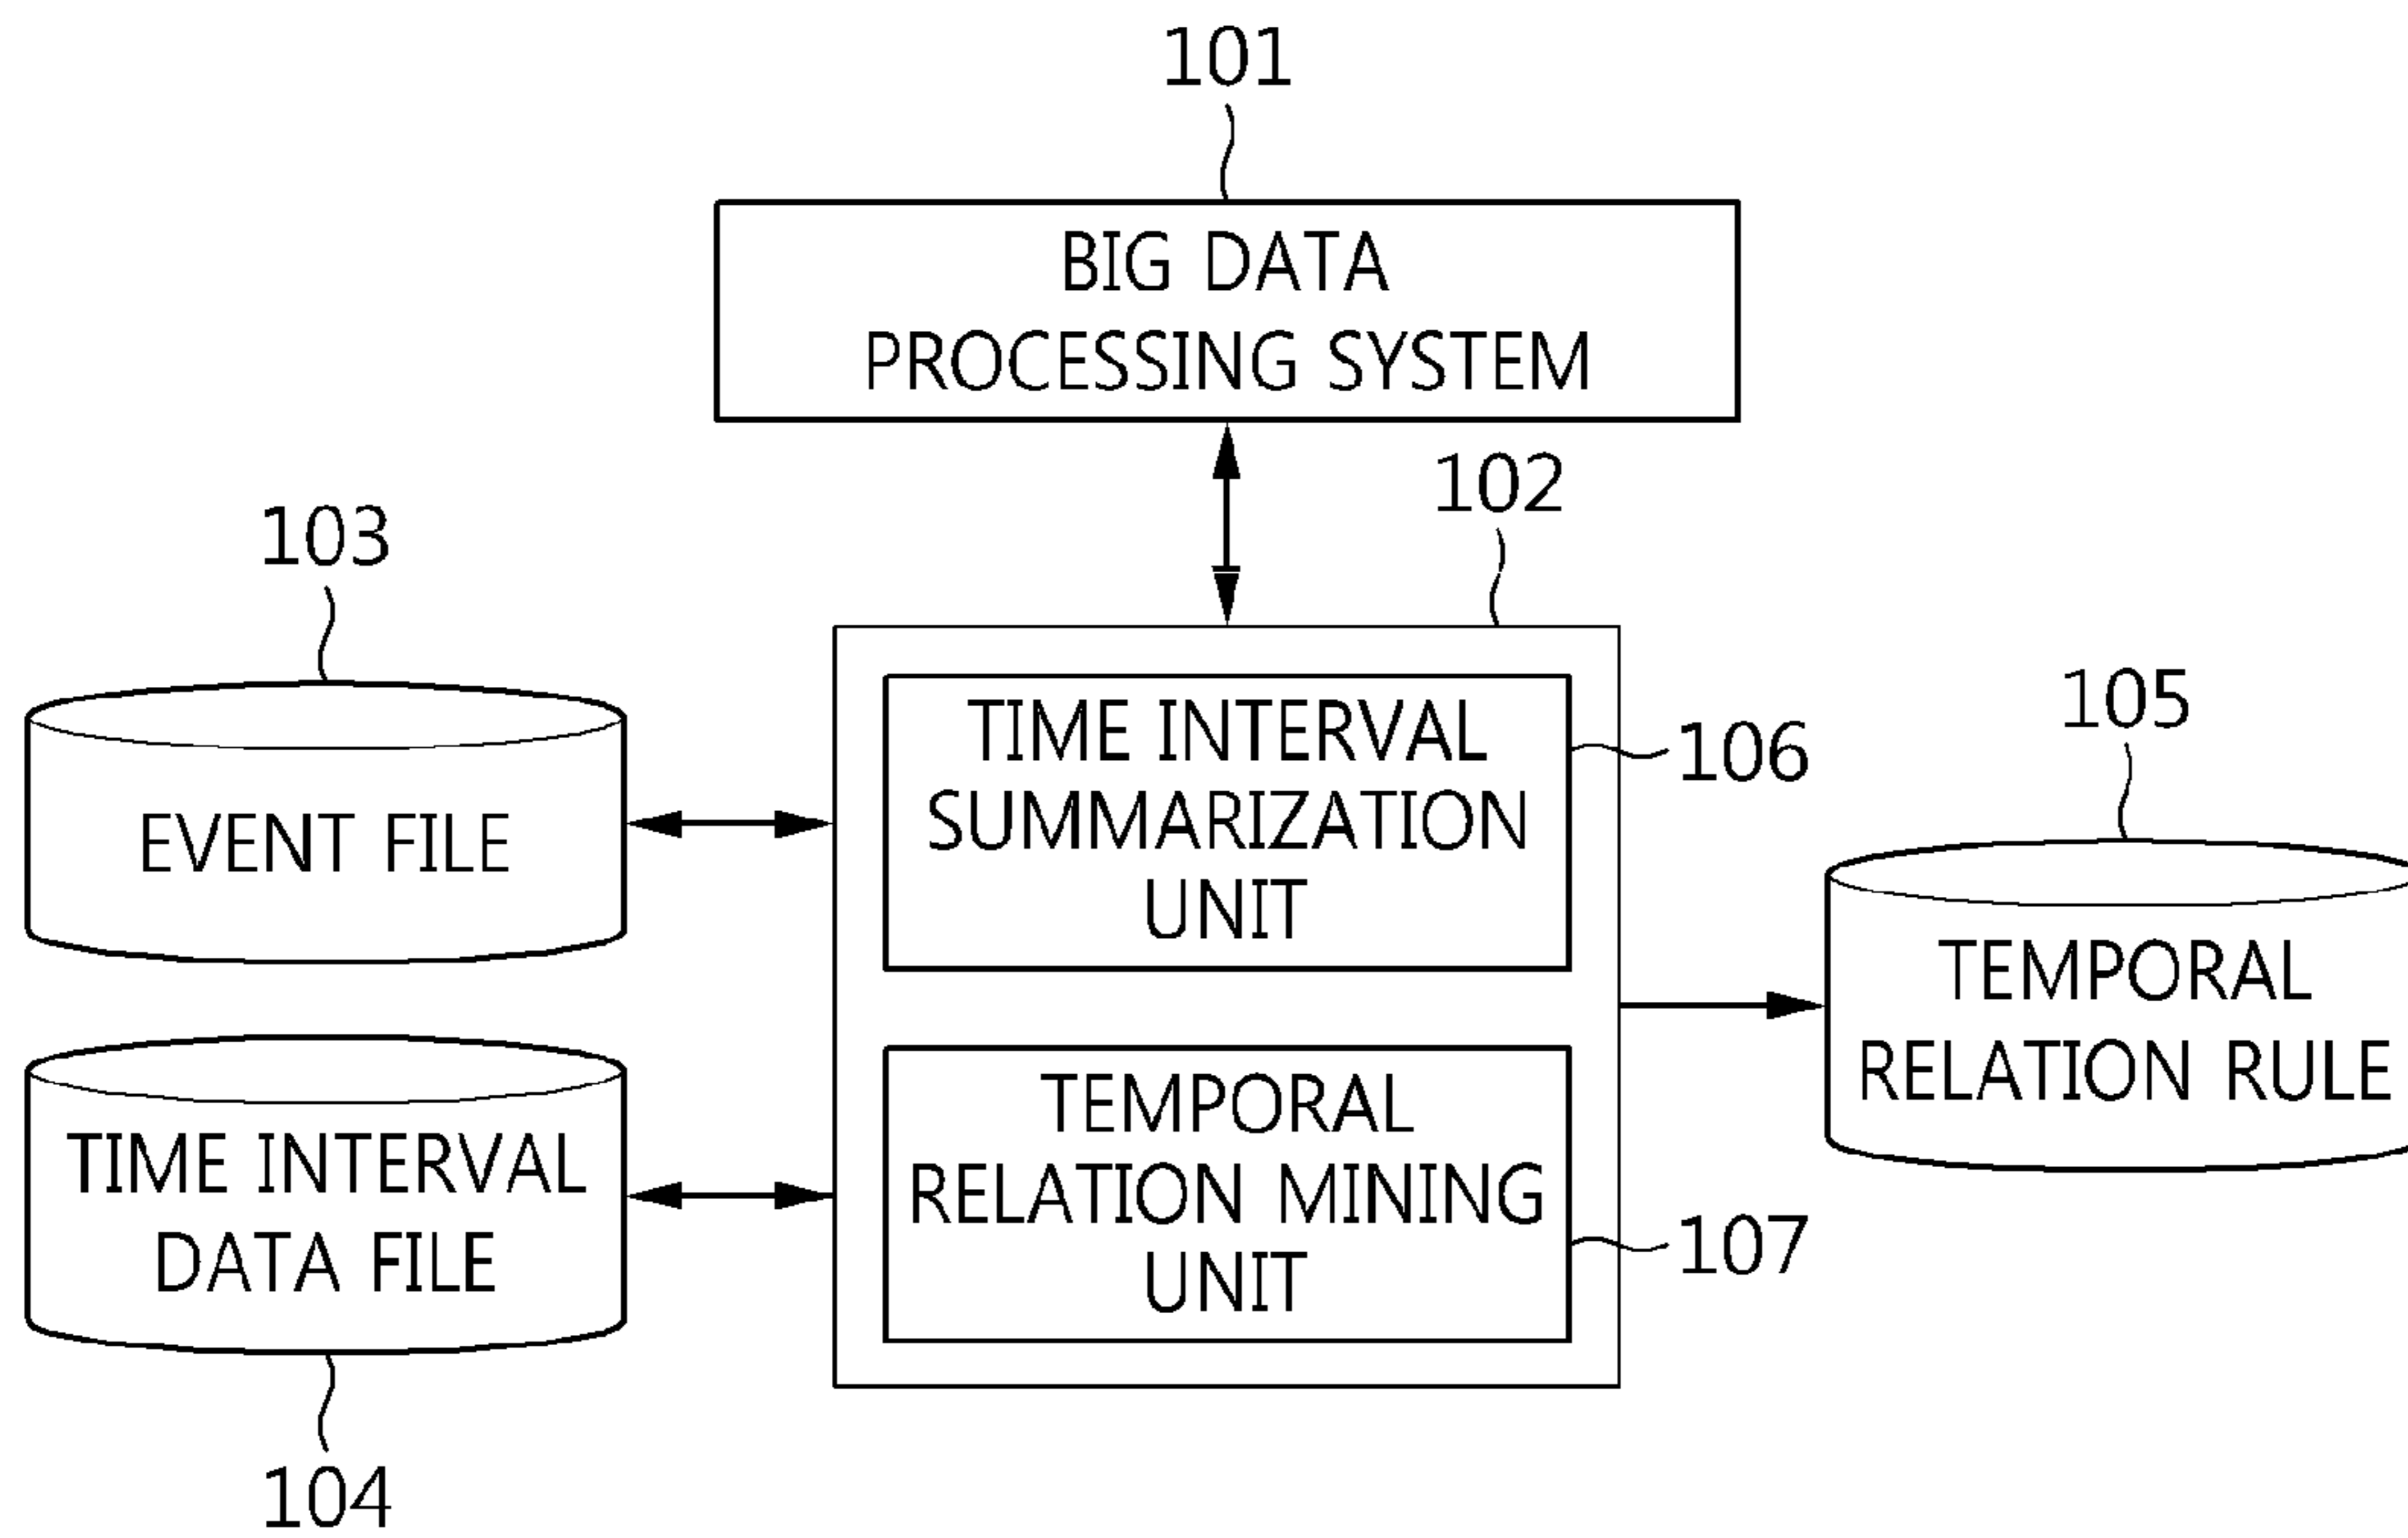 101
BIG DATA
PROCESSING SYSTEM
102
103
EVENT FILE
TIME INTERVAL
SUMMARIZATION
UNIT
106
105
TEMPORAL
RELATION RULE
TIME INTERVAL
DATA FILE
104
TEMPORAL
RELATION MINING
UNIT
107